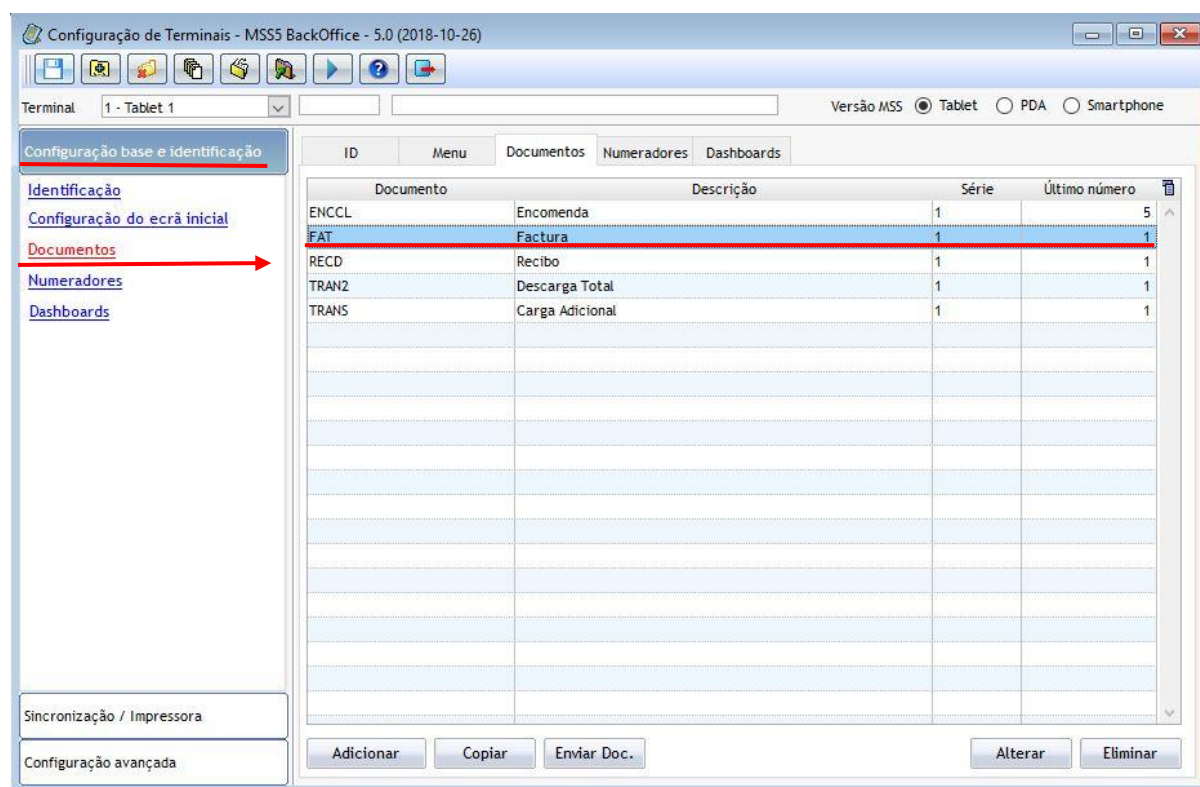 Configuração de Terminais - MSS5 BackOffice - 5.0 (2018-10-26)
Terminal 1 - Tablet 1 Versão MSS Tablet PDA Smartphone
Configuração base e identificação
Identificação
Configuração do ecrã inicial
Documentos
Numeradores
Dashboards
Sincronização / Impressora
Configuração avançada
ID Menu Documentos Numeradores Dashboards
Documento Descrição Série Último número
ENCCL Encomenda 1 5
FAT Factura 1 1
RECD Recibo 1 1
TRAN2 Descarga Total 1 1
TRANS Carga Adicional 1 1
Adicionar Copiar Enviar Doc. Alterar Eliminar